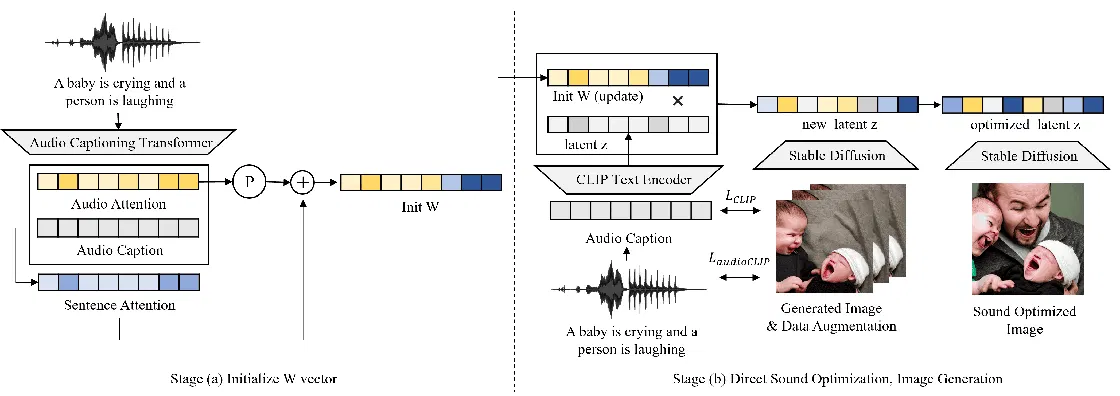 A baby is crying and a
person is laughing
Audio Captioning Transformer
Audio Attention
Audio Caption
Sentence Attention
P
+
Init W
Stage (a) Initialize W vector
Init W (update)
×
latent z
CLIP Text Encoder
Audio Caption
A baby is crying and a
person is laughing
L_CLIP
L_audioCLIP
new latent z
Stable Diffusion
Generated Image
& Data Augmentation
optimized latent z
Stable Diffusion
Sound Optimized
Image
Stage (b) Direct Sound Optimization, Image Generation